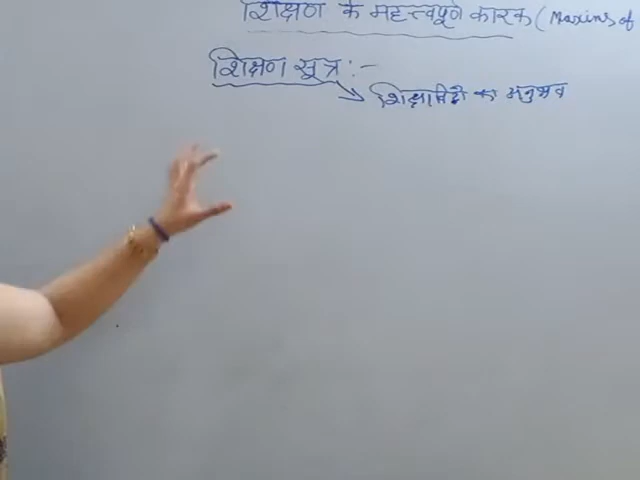 शिक्षण के महत्त्वपूर्ण कारक (Maxims of
शिक्षण सूत्र :-
शिक्षाविदों का अनुभव